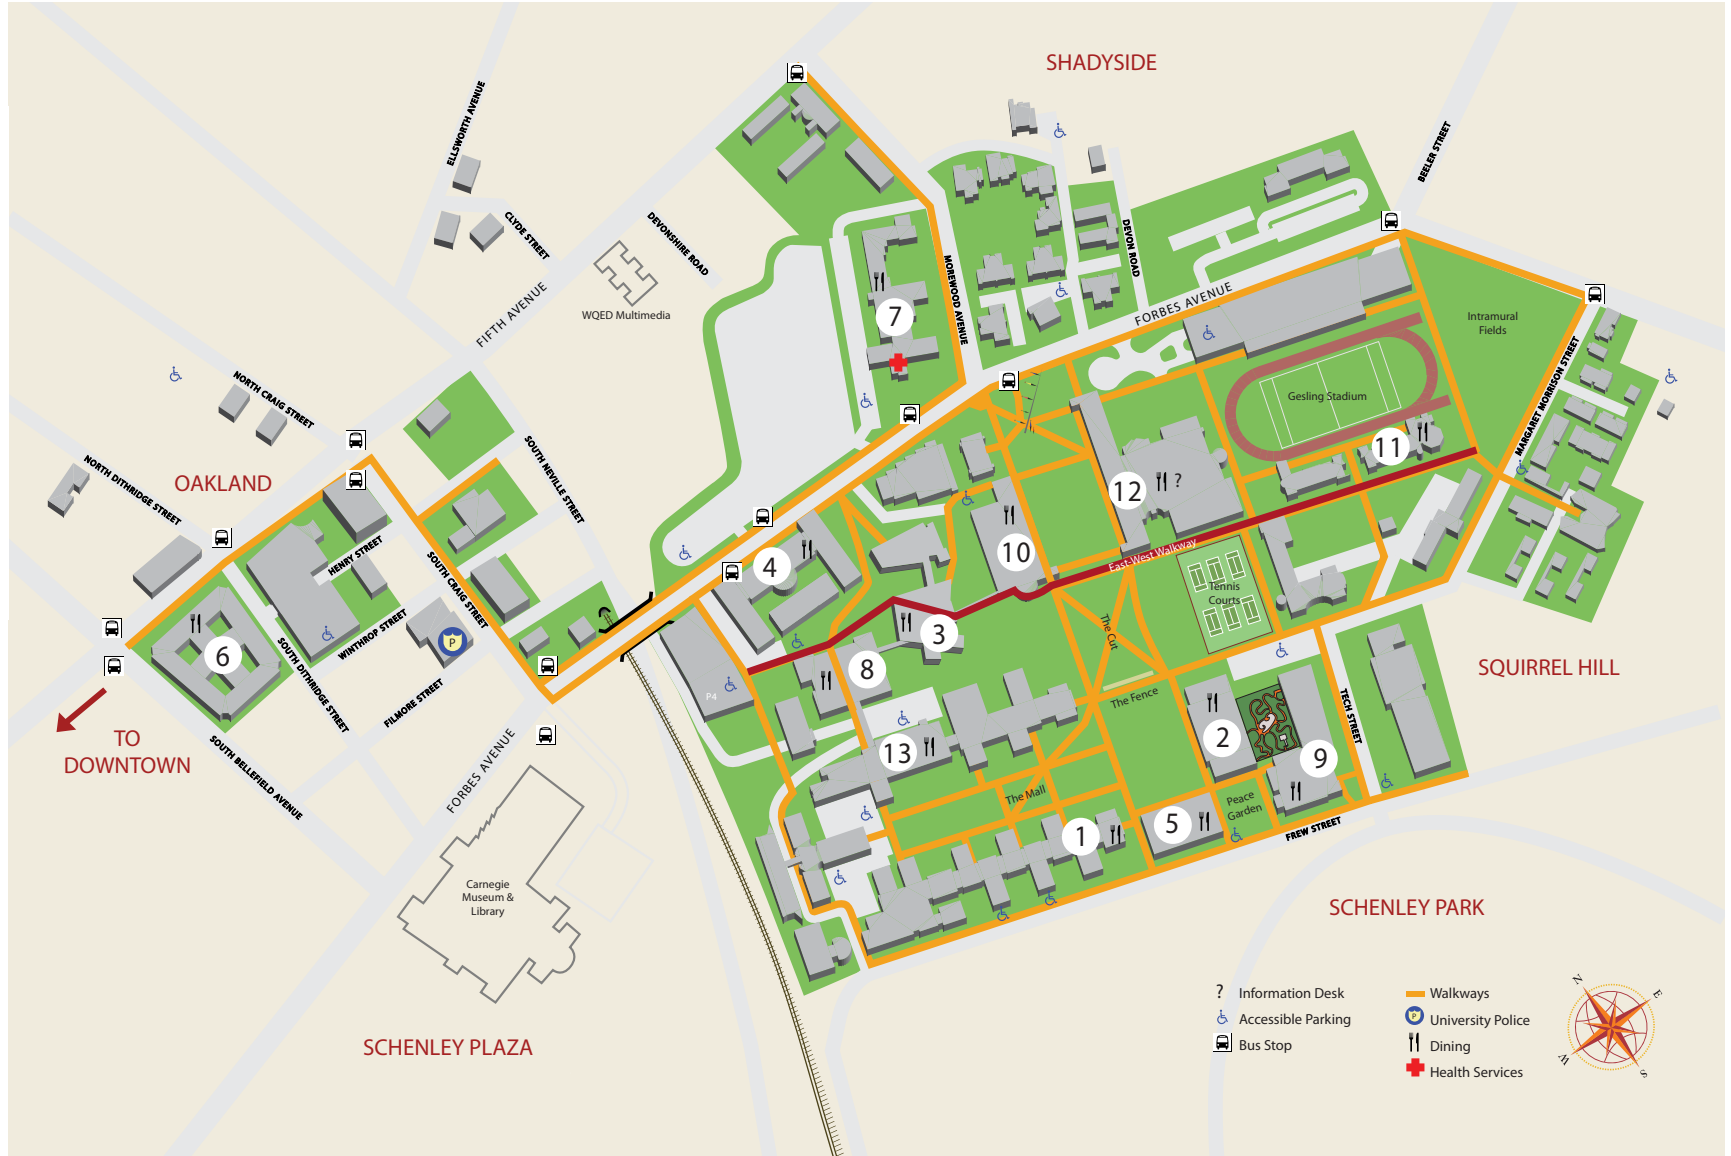 SHADYSIDE
ELLSWORTH AVENUE
BEELER STREET
CLYDE STREET
DEVONSHIRE ROAD
DEVON ROAD
MOREWOOD AVENUE
FIFTH AVENUE
WQED Multimedia
FORBES AVENUE
7
Intramural
Fields
MARGARET MORRISON STREET
Gesling Stadium
NORTH CRAIG STREET
11
SOUTH NEVILLE STREET
NORTH DITHRIDGE STREET
OAKLAND
12
?
HENRY STREET
10
4
East-West Walkway
Tennis
Courts
SOUTH CRAIG STREET
WINTHROP STREET
P
6
3
The Cut
SOUTH DITHRIDGE STREET
8
SQUIRREL HILL
FILMORE STREET
P4
The Fence
TECH STREET
TO
DOWNTOWN
2
13
9
SOUTH BELLEFIELD AVENUE
FORBES AVENUE
The Mall
Peace
Garden
1
5
FREW STREET
Carnegie
Museum &
Library
SCHENLEY PARK
SCHENLEY PLAZA
? Information Desk
Accessible Parking
Bus Stop
Walkways
P University Police
Dining
Health Services
N
E
W
S